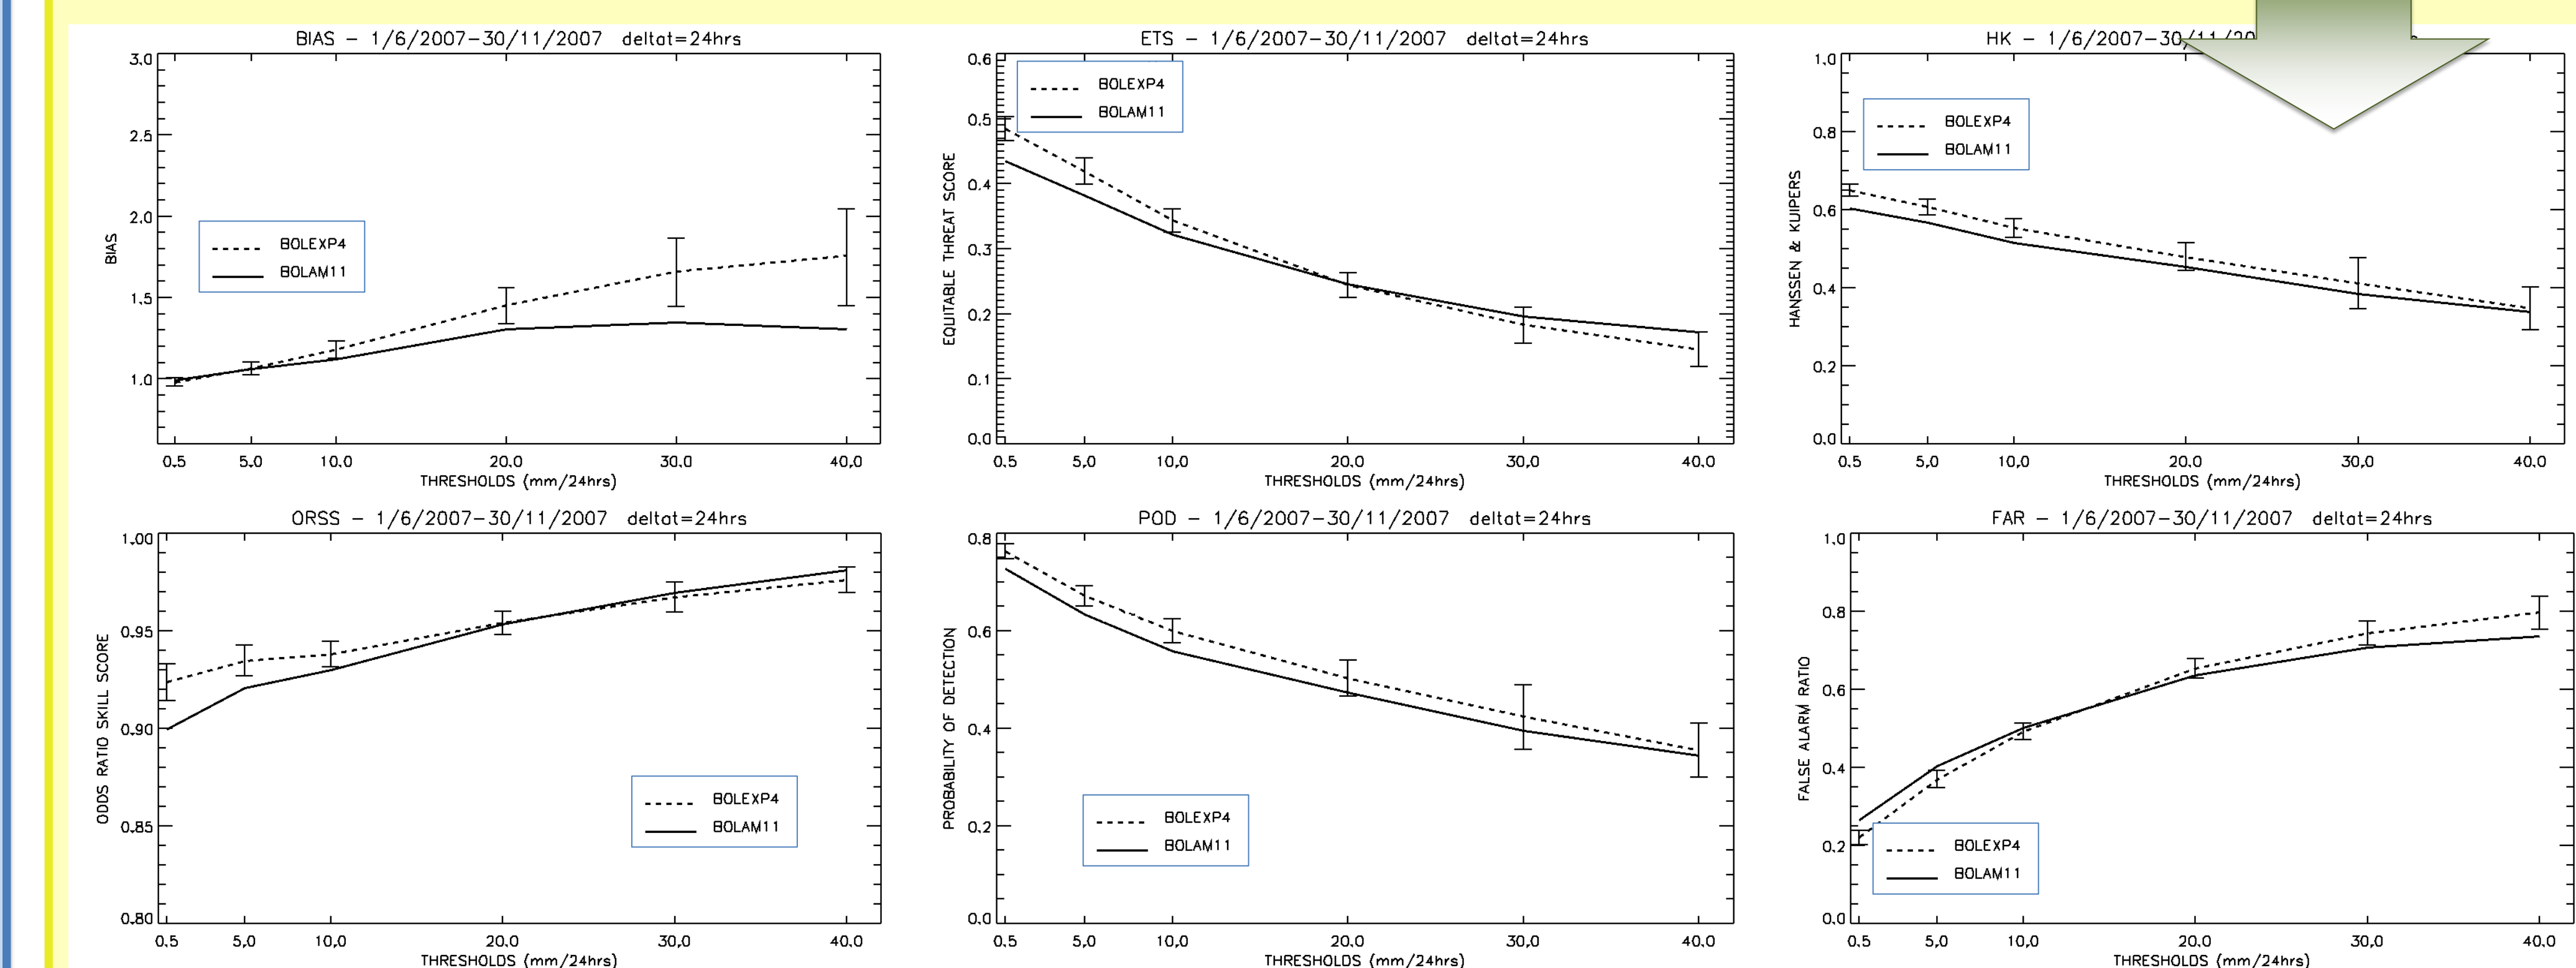 BIAS – 1/6/2007–30/11/2007 deltat=24hrs
3.0
2.5
2.0
1.5
1.0
BIAS
BOLEXP4
BOLAM11
0.5 5.0 10.0 20.0 30.0 40.0
THRESHOLDS (mm/24hrs)
ETS – 1/6/2007–30/11/2007 deltat=24hrs
0.6
0.5
0.4
0.3
0.2
0.1
0.0
EQUITABLE THREAT SCORE
BOLEXP4
BOLAM11
0.5 5.0 10.0 20.0 30.0 40.0
THRESHOLDS (mm/24hrs)
HK – 1/6/2007–30/11/20
1.0
0.8
0.6
0.4
0.2
0.0
HANSSEN & KUIPERS
BOLEXP4
BOLAM11
0.5 5.0 10.0 20.0 30.0 40.0
THRESHOLDS (mm/24hrs)
ORSS – 1/6/2007–30/11/2007 deltat=24hrs
1.00
0.95
0.90
0.85
0.80
ODDS RATIO SKILL SCORE
BOLEXP4
BOLAM11
0.5 5.0 10.0 20.0 30.0 40.0
THRESHOLDS (mm/24hrs)
POD – 1/6/2007–30/11/2007 deltat=24hrs
0.8
0.6
0.4
0.2
0.0
PROBABILITY OF DETECTION
BOLEXP4
BOLAM11
0.5 5.0 10.0 20.0 30.0 40.0
THRESHOLDS (mm/24hrs)
FAR – 1/6/2007–30/11/2007 deltat=24hrs
1.0
0.8
0.6
0.4
0.2
0.0
FALSE ALARM RATIO
BOLEXP4
BOLAM11
0.5 5.0 10.0 20.0 30.0 40.0
THRESHOLDS (mm/24hrs)